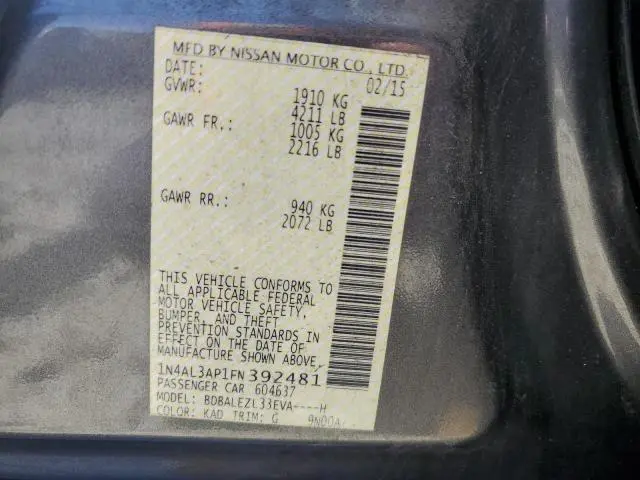 MFD BY NISSAN MOTOR CO., LTD.
DATE: 02/15
GVWR: 1910 KG
4211 LB
GAWR FR.: 1005 KG
2216 LB
GAWR RR.: 940 KG
2072 LB
THIS VEHICLE CONFORMS TO
ALL APPLICABLE FEDERAL
MOTOR VEHICLE SAFETY,
BUMPER, AND THEFT
PREVENTION STANDARDS IN
EFFECT ON THE DATE OF
MANUFACTURE SHOWN ABOVE.
1N4AL3AP1FN392481
PASSENGER CAR 604637
MODEL: BDBALEZL33EVA----H
COLOR: KAD TRIM: G 9N00A